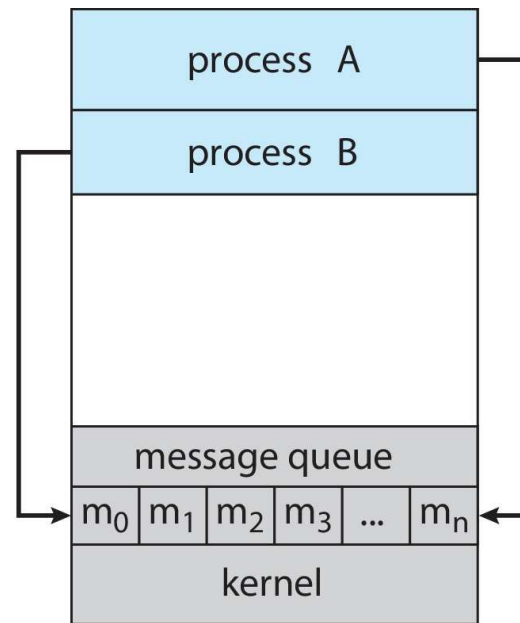 process A
process B
message queue
m₀ m₁ m₂ m₃ ... mₙ
kernel